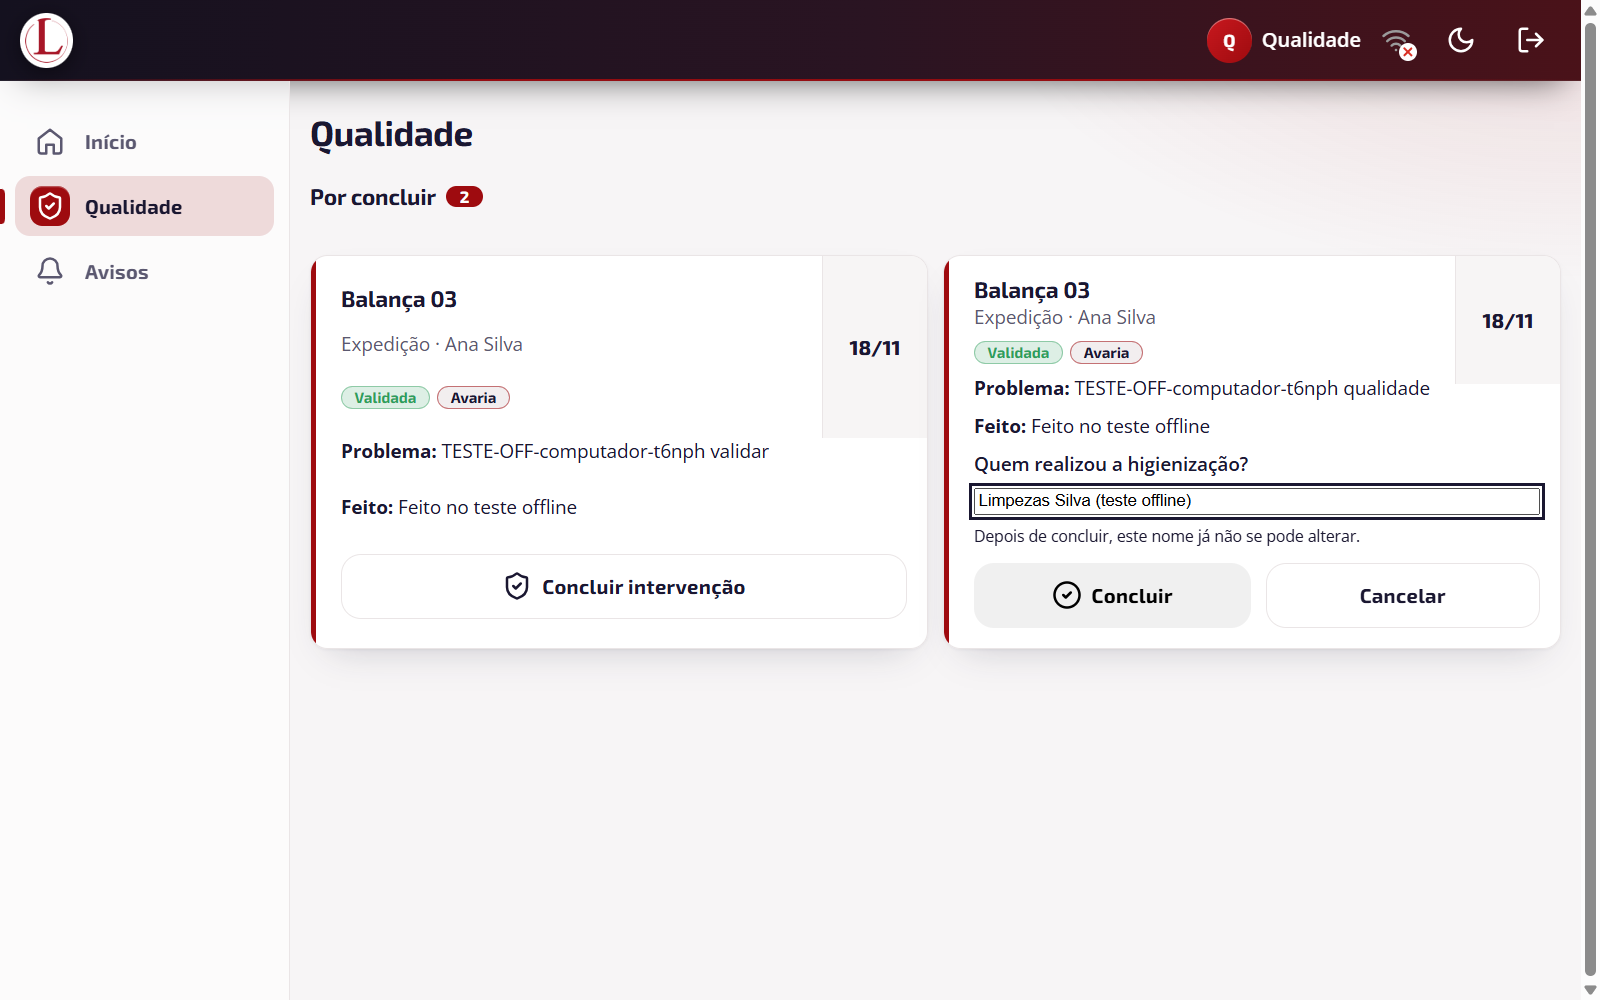 L
Q Qualidade
Início
Qualidade
Avisos
Qualidade
Por concluir 2
Balança 03
Expedição · Ana Silva
18/11
Validada Avaria
Problema: TESTE-OFF-computador-t6nph validar
Feito: Feito no teste offline
Concluir intervenção
Balança 03
Expedição · Ana Silva
18/11
Validada Avaria
Problema: TESTE-OFF-computador-t6nph qualidade
Feito: Feito no teste offline
Quem realizou a higienização?
Limpezas Silva (teste offline)
Depois de concluir, este nome já não se pode alterar.
Concluir
Cancelar